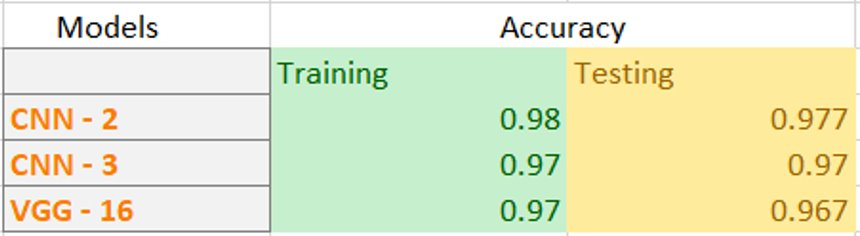 Models Accuracy
Training Testing
CNN - 2 0.98 0.977
CNN - 3 0.97 0.97
VGG - 16 0.97 0.967